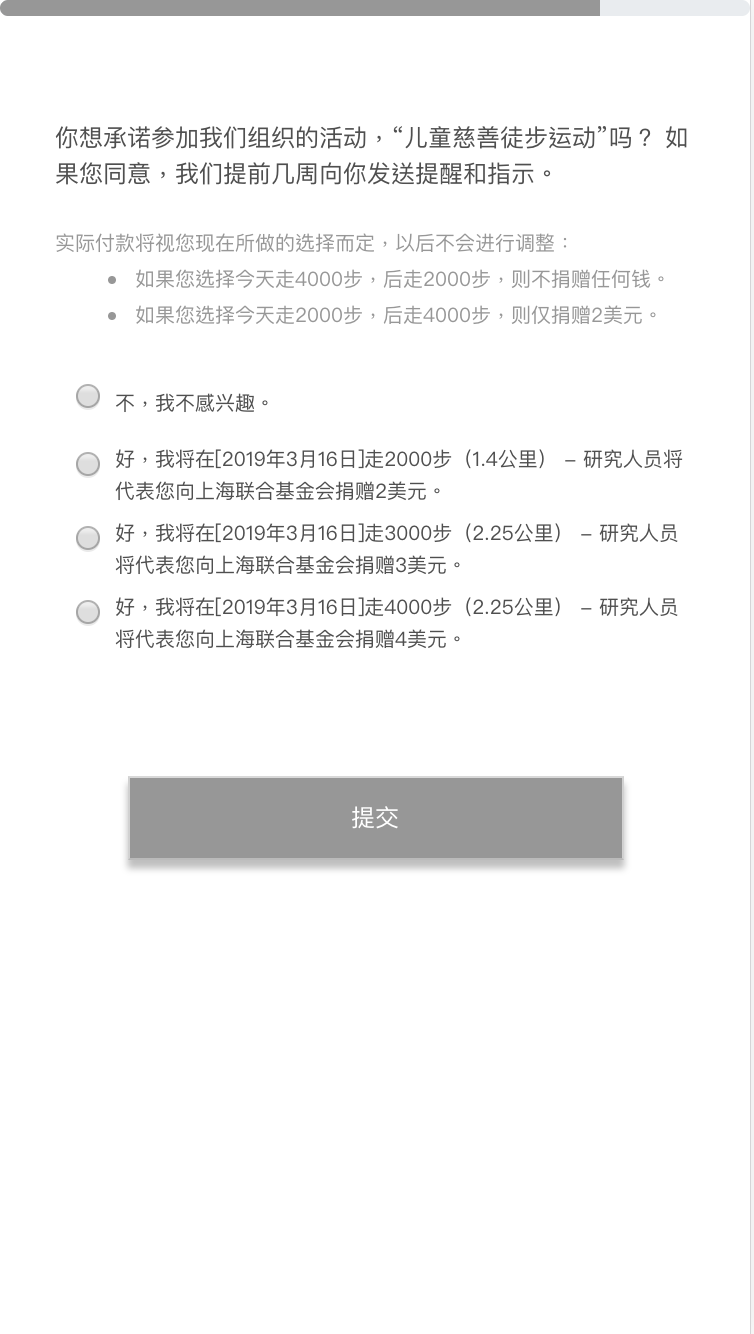 你想承诺参加我们组织的活动，“儿童慈善徒步运动”吗？ 如
果您同意，我们提前几周向你发送提醒和指示。
实际付款将视您现在所做的选择而定，以后不会进行调整：
• 如果您选择今天走4000步，后走2000步，则不捐赠任何钱。
• 如果您选择今天走2000步，后走4000步，则仅捐赠2美元。
不，我不感兴趣。
好，我将在[2019年3月16日]走2000步（1.4公里） – 研究人员将
代表您向上海联合基金会捐赠2美元。
好，我将在[2019年3月16日]走3000步（2.25公里） – 研究人员
将代表您向上海联合基金会捐赠3美元。
好，我将在[2019年3月16日]走4000步（2.25公里） – 研究人员
将代表您向上海联合基金会捐赠4美元。
提交